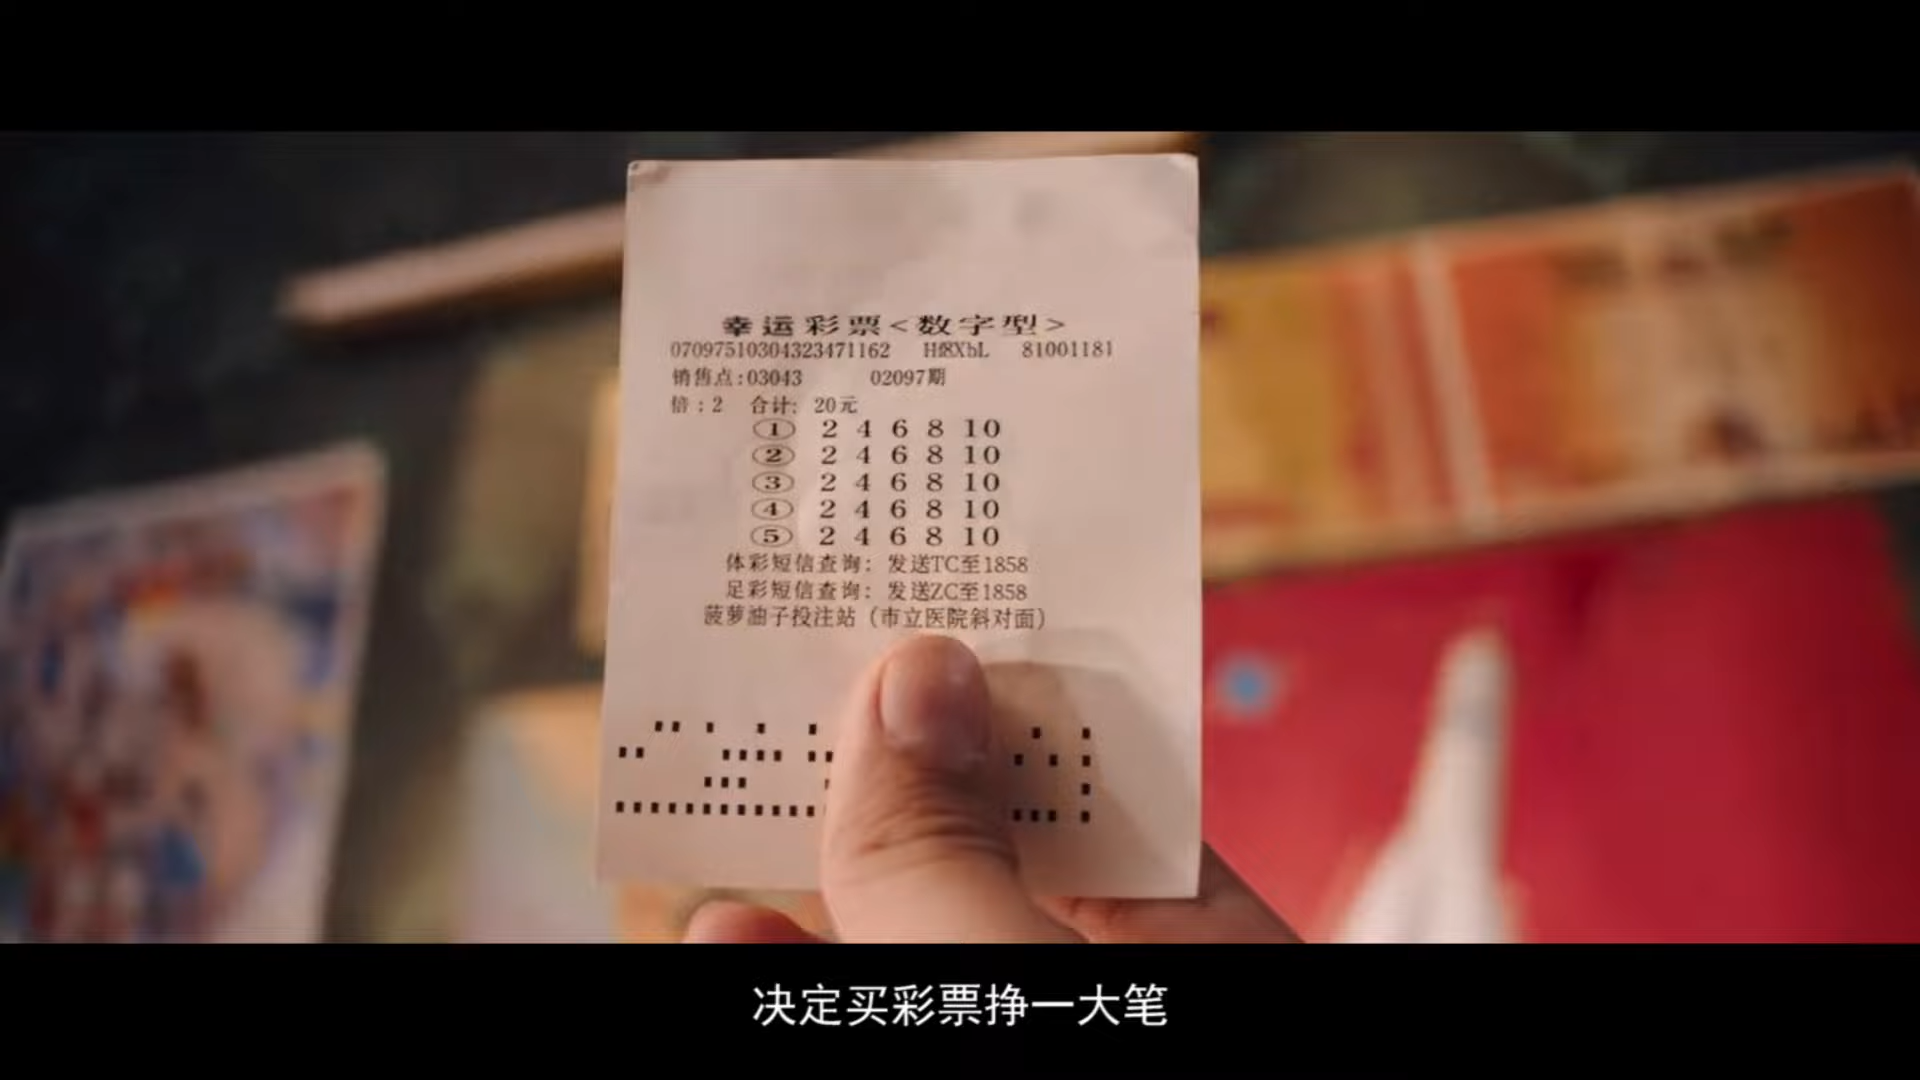 幸运彩票<数字型>
07097510304323471162 Hf8XbL 81001181
销售点:03043 02097期
倍:2 合计: 20元
① 2 4 6 8 10
② 2 4 6 8 10
③ 2 4 6 8 10
④ 2 4 6 8 10
⑤ 2 4 6 8 10
体彩短信查询: 发送TC至1858
足彩短信查询: 发送ZC至1858
菠萝油子投注站 (市立医院斜对面)
决定买彩票挣一大笔